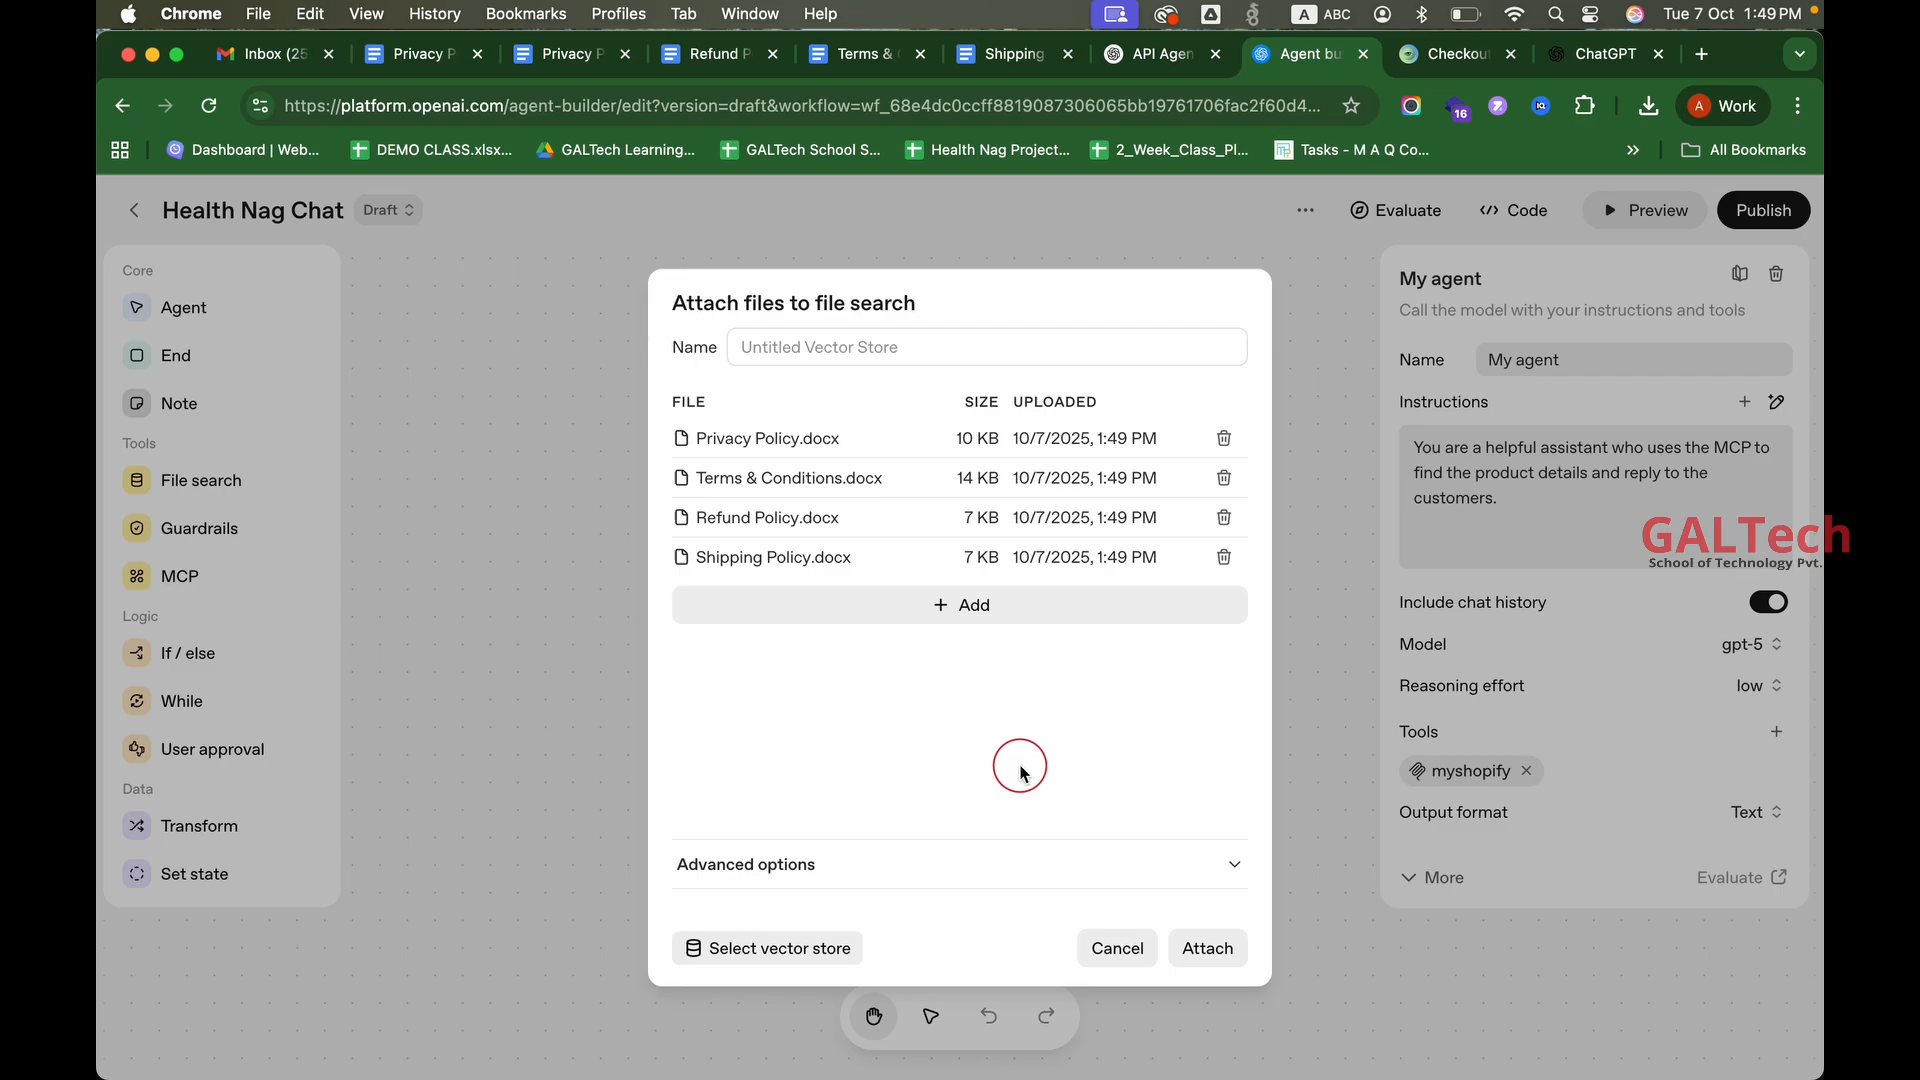 Chrome File Edit View History Bookmarks Profiles Tab Window Help A ABC Tue 7 Oct 1:49 PM
Inbox (25 Privacy P Privacy P Refund P Terms & Shipping API Agen Agent bu Checkou ChatGPT
https://platform.openai.com/agent-builder/edit?version=draft&workflow=wf_68e4dc0ccff8819087306065bb19761706fac2f60d4... 16 A Work
Dashboard | Web... DEMO CLASS.xlsx... GALTech Learning... GALTech School S... Health Nag Project... 2_Week_Class_Pl... Tasks - M A Q Co... All Bookmarks
Health Nag Chat Draft Evaluate Code Preview Publish
Core
Agent
End
Note
Tools
File search
Guardrails
MCP
Logic
If / else
While
User approval
Data
Transform
Set state
Attach files to file search
Name Untitled Vector Store
FILE SIZE UPLOADED
Privacy Policy.docx 10 KB 10/7/2025, 1:49 PM
Terms & Conditions.docx 14 KB 10/7/2025, 1:49 PM
Refund Policy.docx 7 KB 10/7/2025, 1:49 PM
Shipping Policy.docx 7 KB 10/7/2025, 1:49 PM
+ Add
Advanced options
Select vector store Cancel Attach
My agent
Call the model with your instructions and tools
Name My agent
Instructions
You are a helpful assistant who uses the MCP to
find the product details and reply to the
customers.
GALTech
School of Technology Pvt.
Include chat history
Model gpt-5
Reasoning effort low
Tools
myshopify
Output format Text
More Evaluate